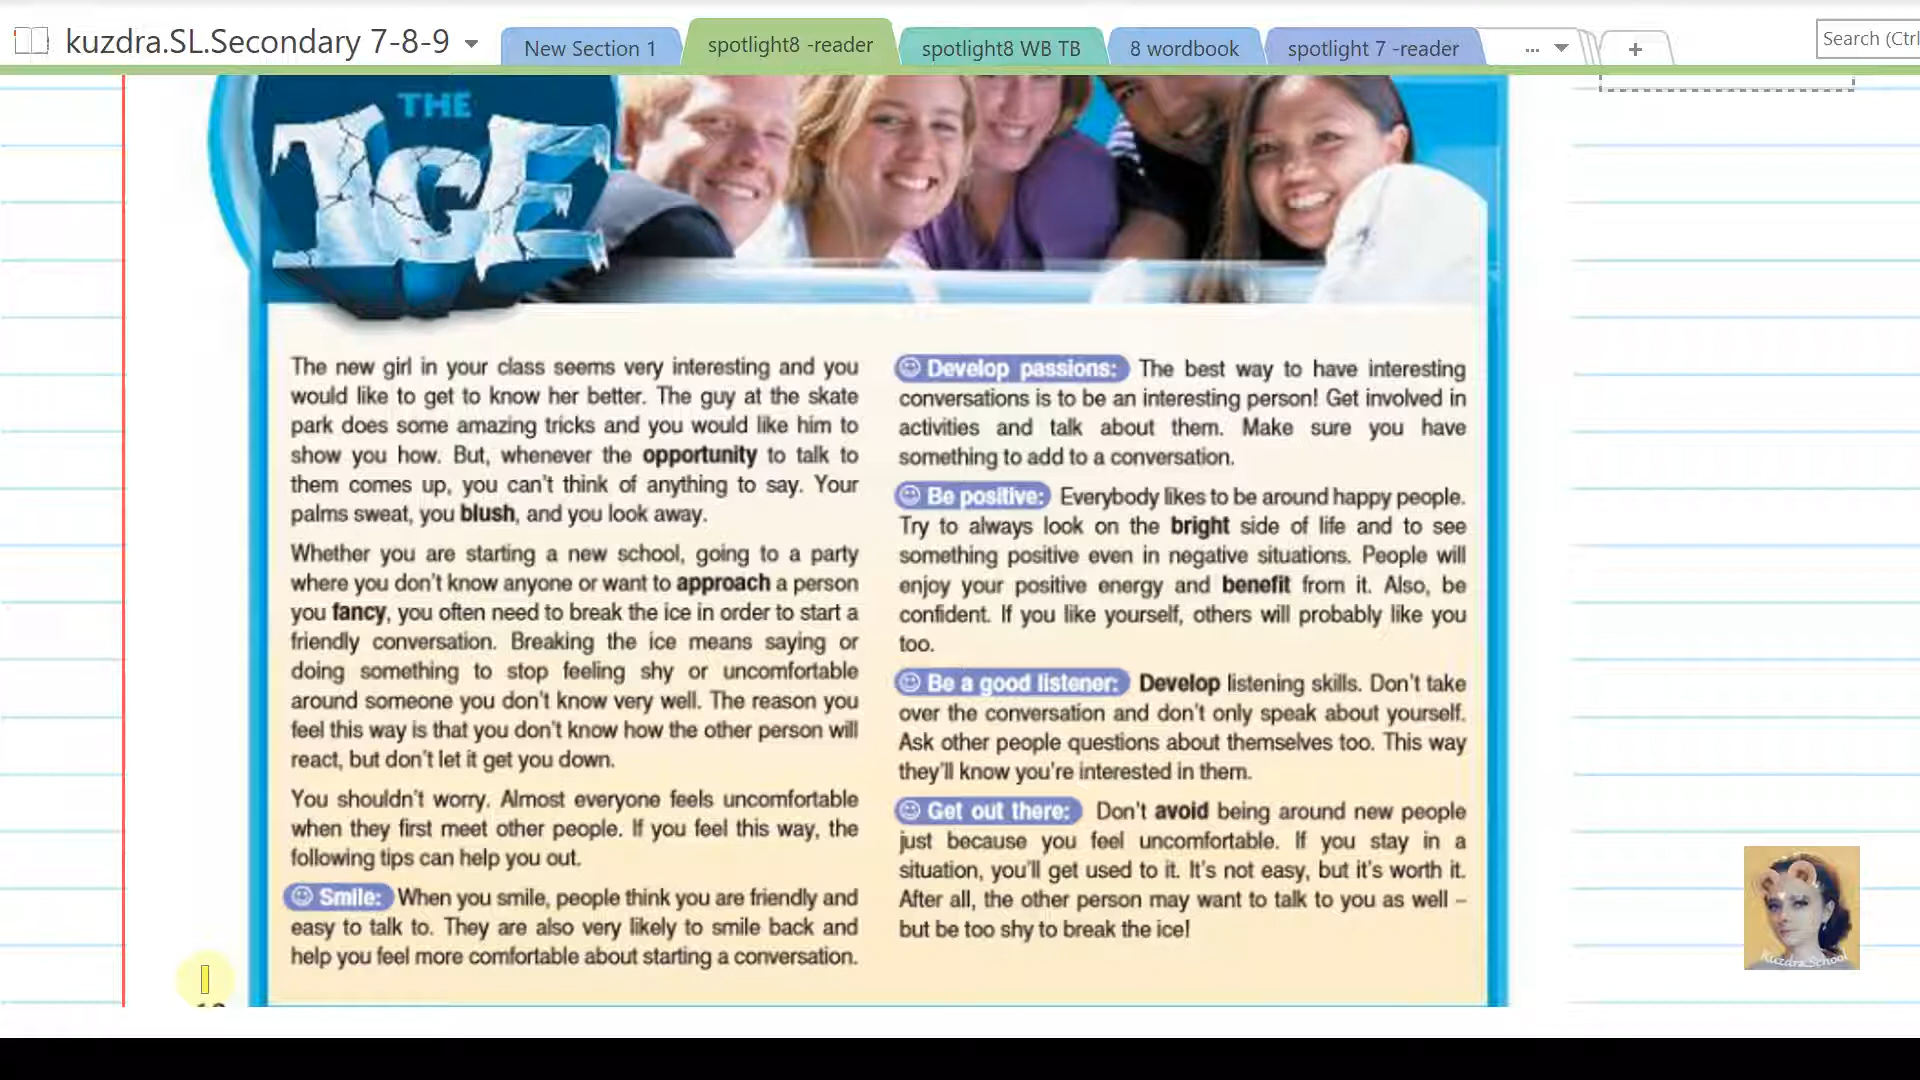 kuzdra.SL.Secondary 7-8-9
New Section 1
spotlight8 -reader
spotlight8 WB TB
8 wordbook
spotlight 7 -reader
...
+
Search (Ctrl
THE
ICE
The new girl in your class seems very interesting and you
would like to get to know her better. The guy at the skate
park does some amazing tricks and you would like him to
show you how. But, whenever the opportunity to talk to
them comes up, you can't think of anything to say. Your
palms sweat, you blush, and you look away.
Whether you are starting a new school, going to a party
where you don't know anyone or want to approach a person
you fancy, you often need to break the ice in order to start a
friendly conversation. Breaking the ice means saying or
doing something to stop feeling shy or uncomfortable
around someone you don't know very well. The reason you
feel this way is that you don't know how the other person will
react, but don't let it get you down.
You shouldn't worry. Almost everyone feels uncomfortable
when they first meet other people. If you feel this way, the
following tips can help you out.
Smile: When you smile, people think you are friendly and
easy to talk to. They are also very likely to smile back and
help you feel more comfortable about starting a conversation.
Develop passions: The best way to have interesting
conversations is to be an interesting person! Get involved in
activities and talk about them. Make sure you have
something to add to a conversation.
Be positive: Everybody likes to be around happy people.
Try to always look on the bright side of life and to see
something positive even in negative situations. People will
enjoy your positive energy and benefit from it. Also, be
confident. If you like yourself, others will probably like you
too.
Be a good listener: Develop listening skills. Don't take
over the conversation and don't only speak about yourself.
Ask other people questions about themselves too. This way
they'll know you're interested in them.
Get out there: Don't avoid being around new people
just because you feel uncomfortable. If you stay in a
situation, you'll get used to it. It's not easy, but it's worth it.
After all, the other person may want to talk to you as well –
but be too shy to break the ice!
Kuzdra.School